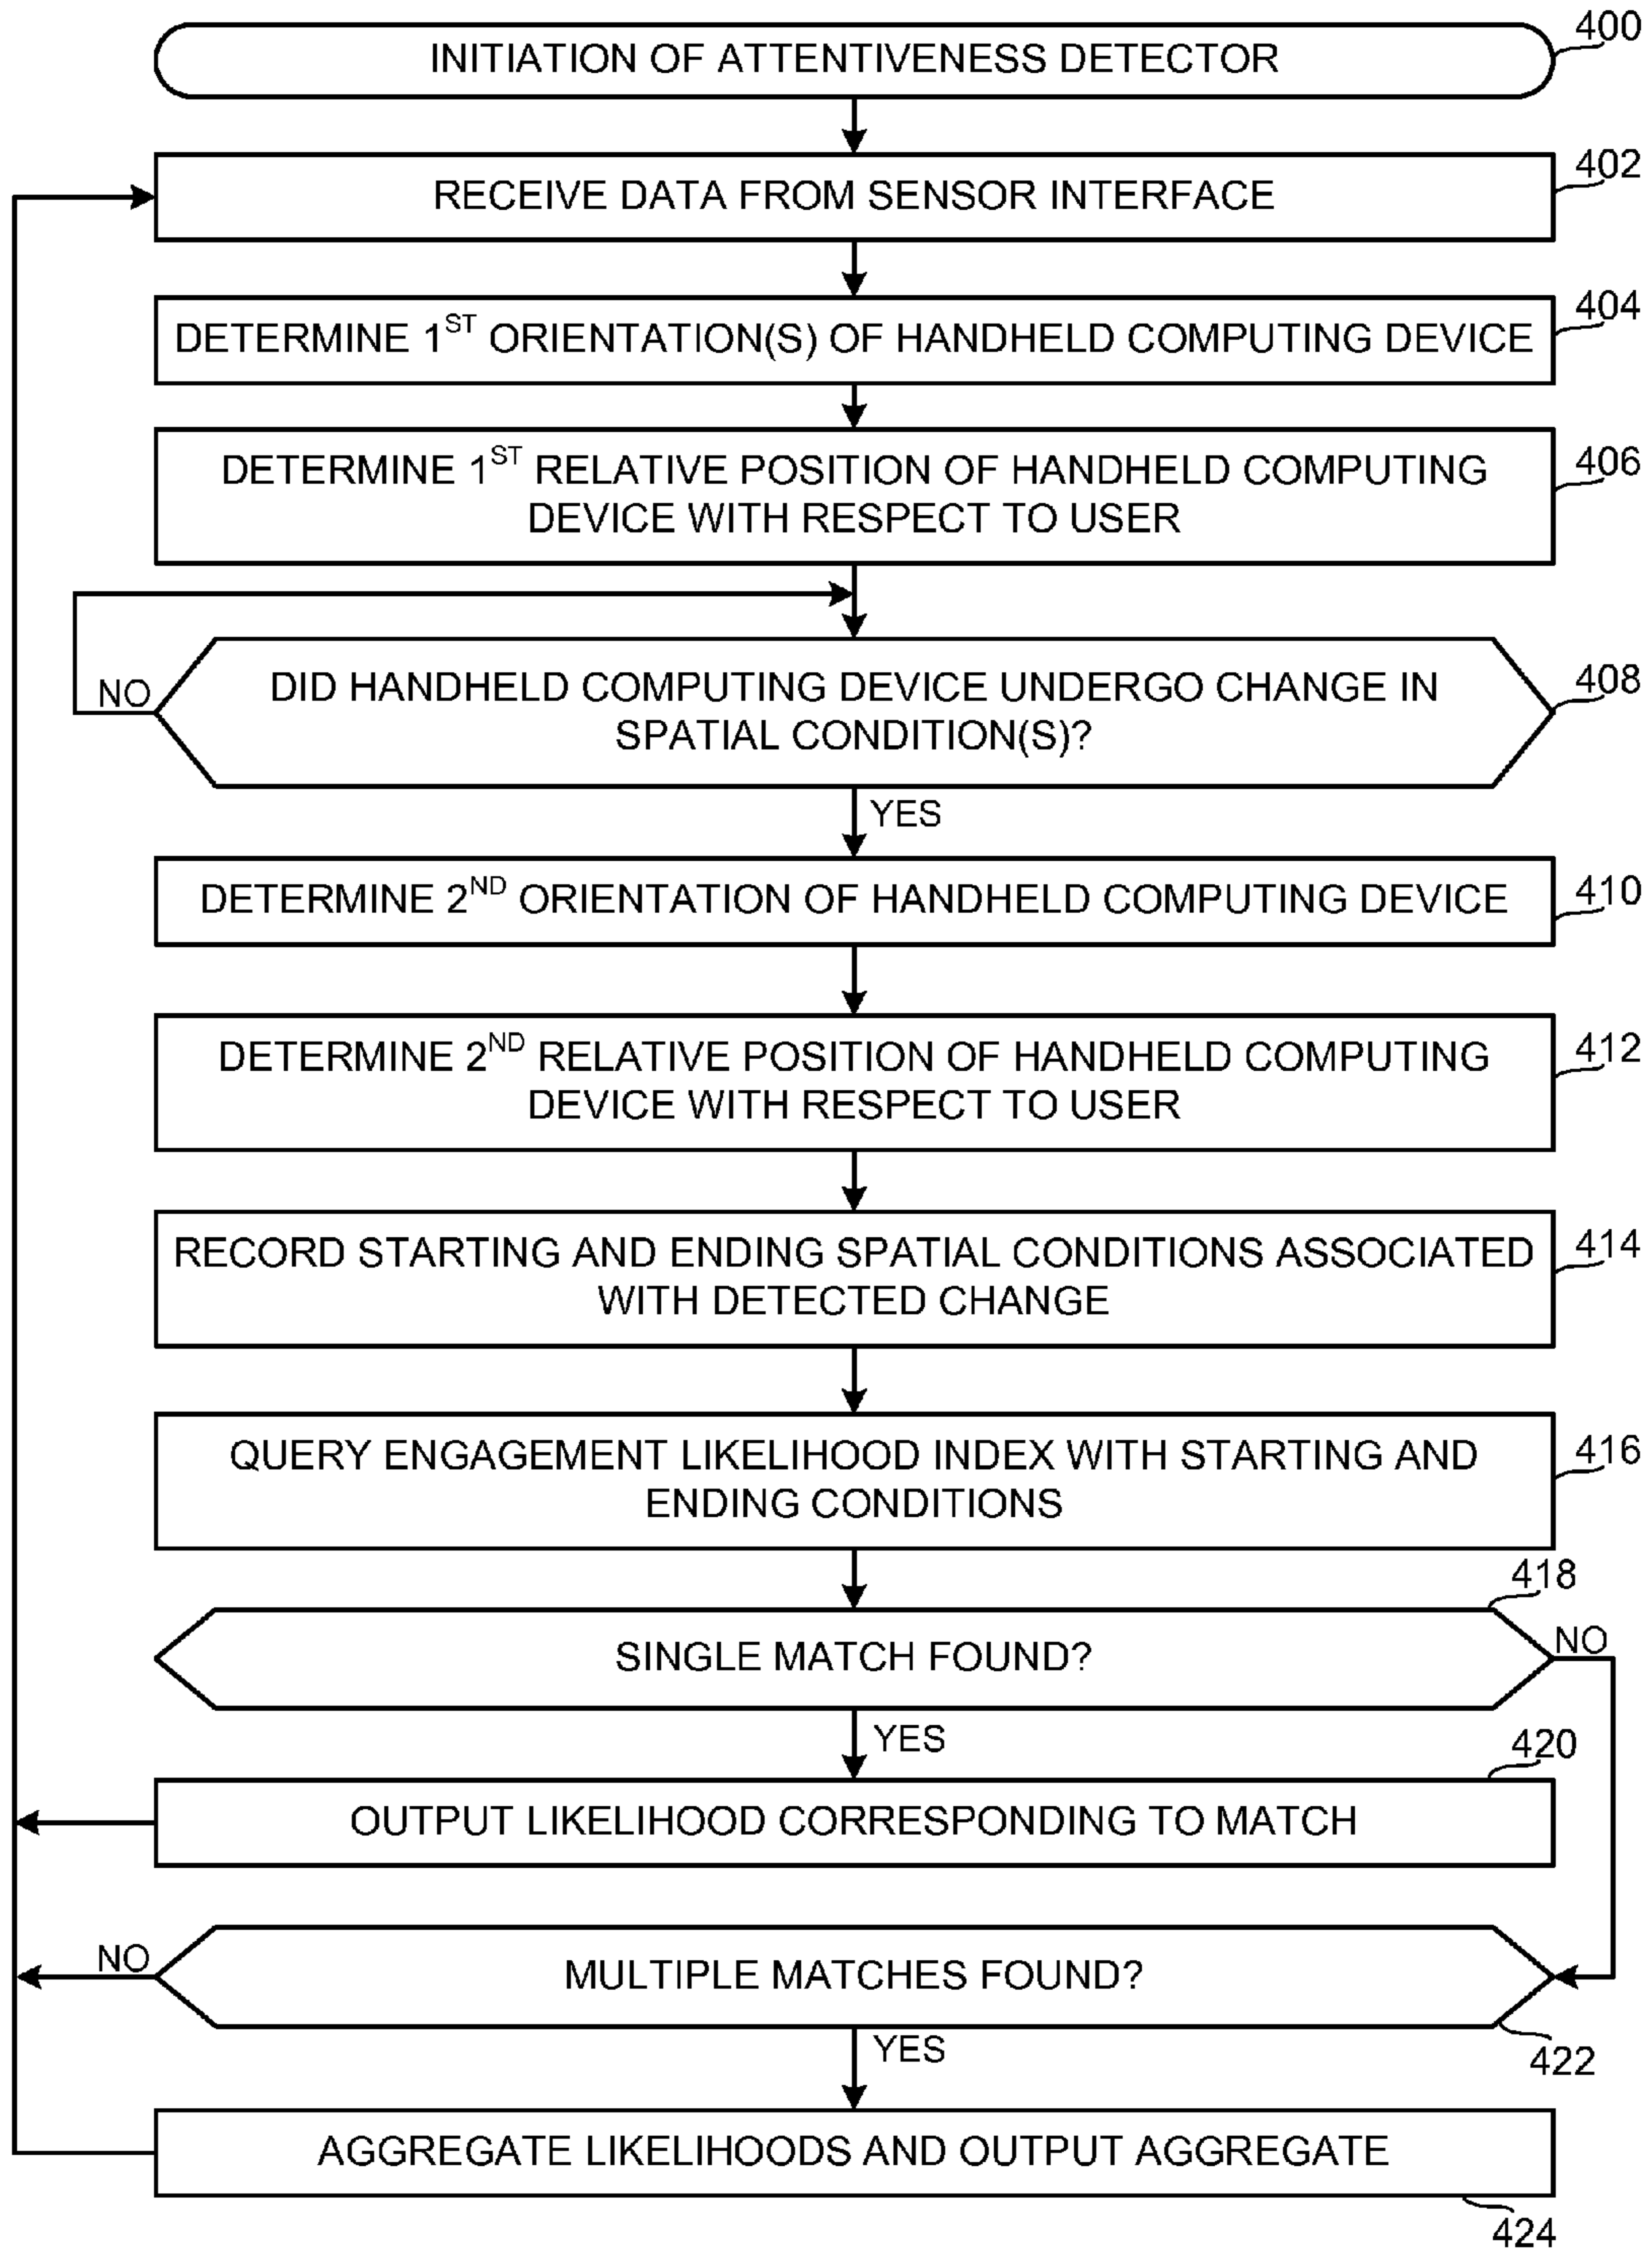 400
INITIATION OF ATTENTIVENESS DETECTOR
402
RECEIVE DATA FROM SENSOR INTERFACE
404
DETERMINE 1ST ORIENTATION(S) OF HANDHELD COMPUTING DEVICE
406
DETERMINE 1ST RELATIVE POSITION OF HANDHELD COMPUTING
DEVICE WITH RESPECT TO USER
408
NO
DID HANDHELD COMPUTING DEVICE UNDERGO CHANGE IN
SPATIAL CONDITION(S)?
YES
410
DETERMINE 2ND ORIENTATION OF HANDHELD COMPUTING DEVICE
412
DETERMINE 2ND RELATIVE POSITION OF HANDHELD COMPUTING
DEVICE WITH RESPECT TO USER
414
RECORD STARTING AND ENDING SPATIAL CONDITIONS ASSOCIATED
WITH DETECTED CHANGE
416
QUERY ENGAGEMENT LIKELIHOOD INDEX WITH STARTING AND
ENDING CONDITIONS
418
SINGLE MATCH FOUND?
NO
YES
420
OUTPUT LIKELIHOOD CORRESPONDING TO MATCH
NO
MULTIPLE MATCHES FOUND?
YES
422
AGGREGATE LIKELIHOODS AND OUTPUT AGGREGATE
424